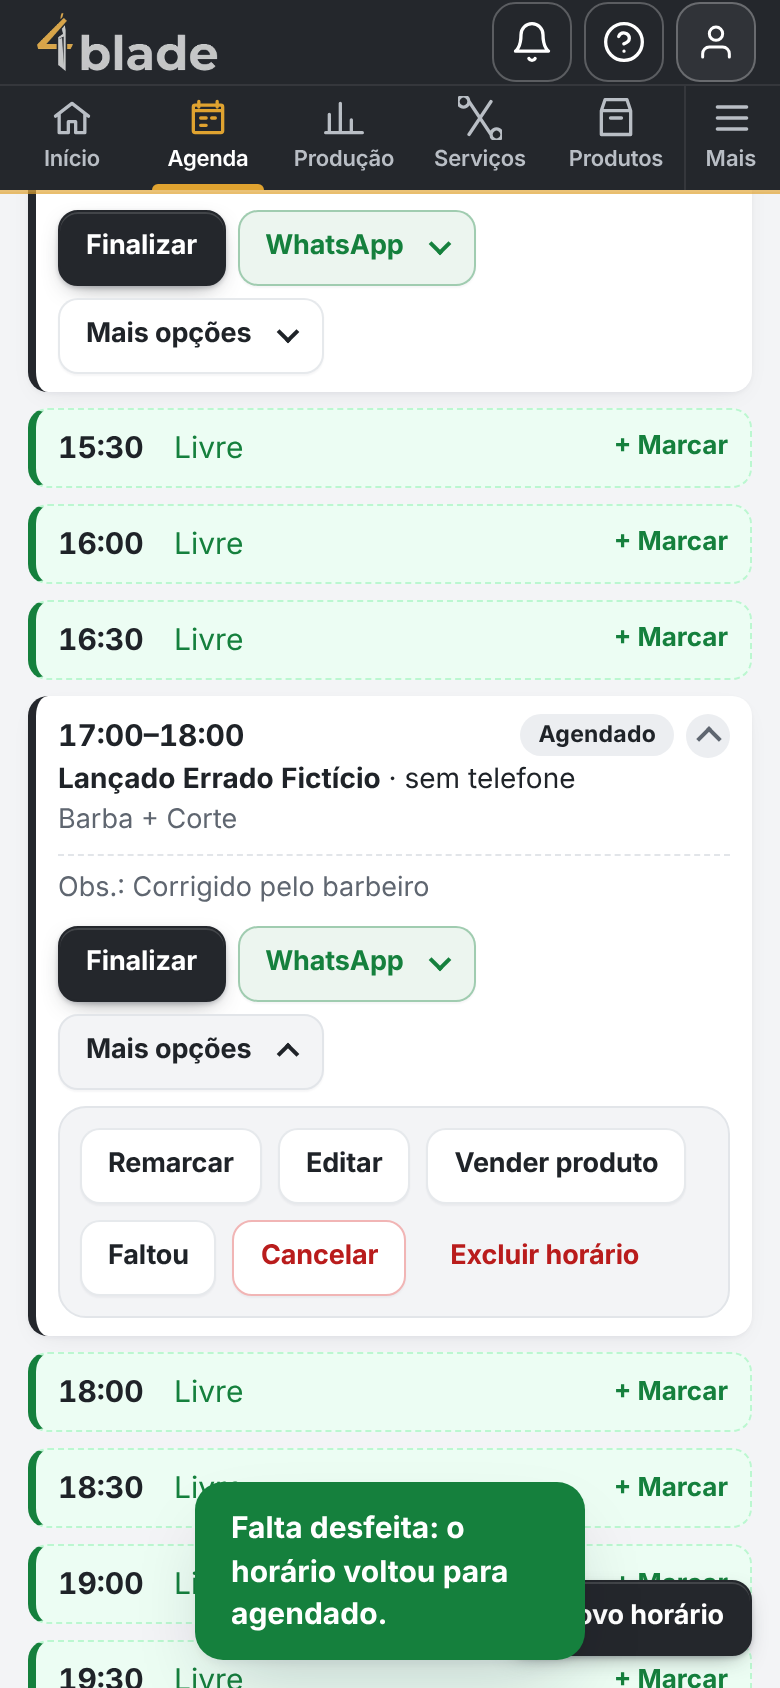 4blade
Início
Agenda
Produção
Serviços
Produtos
Mais
Finalizar
WhatsApp
Mais opções
15:30 Livre + Marcar
16:00 Livre + Marcar
16:30 Livre + Marcar
17:00–18:00 Agendado
Lançado Errado Fictício · sem telefone
Barba + Corte
Obs.: Corrigido pelo barbeiro
Finalizar
WhatsApp
Mais opções
Remarcar
Editar
Vender produto
Faltou
Cancelar
Excluir horário
18:00 Livre + Marcar
18:30 + Marcar
19:00
horário
19:30 Livre + Marcar
Falta desfeita: o
horário voltou para
agendado.